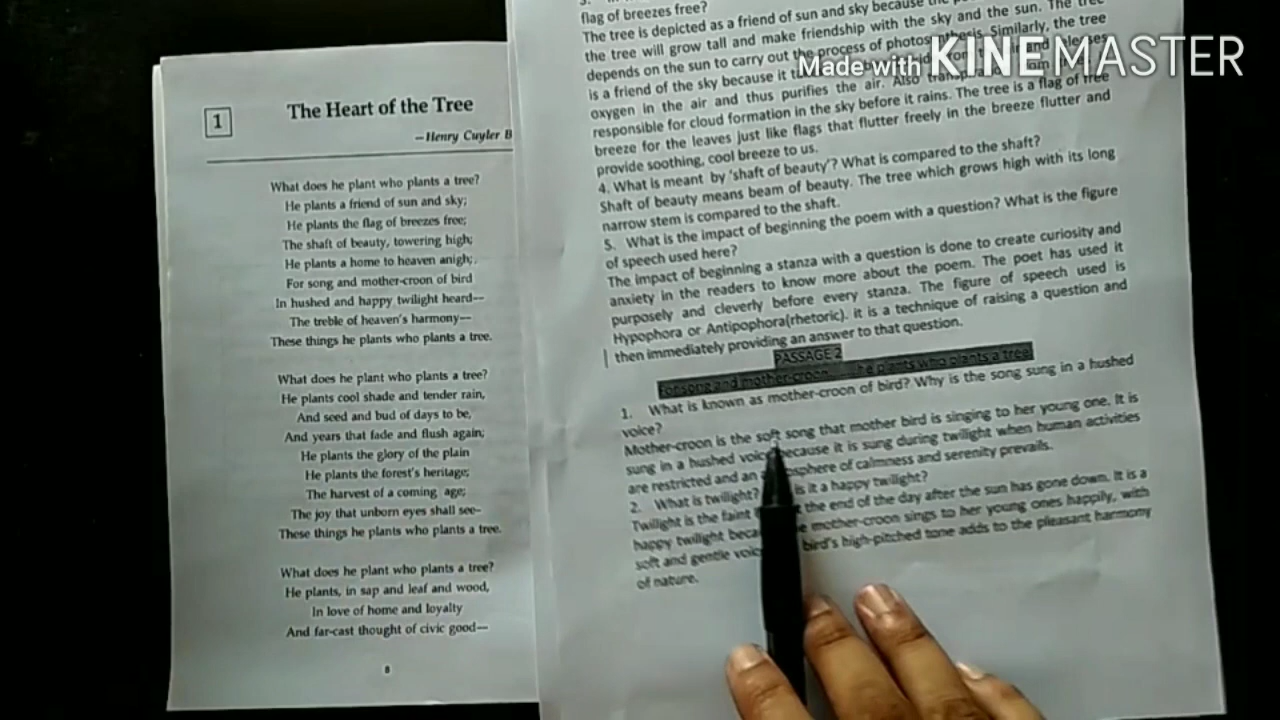 1
The Heart of the Tree
—Henry Cuyler B
What does he plant who plants a tree?
He plants a friend of sun and sky;
He plants the flag of breezes free;
The shaft of beauty, towering high;
He plants a home to heaven anigh;
For song and mother-croon of bird
In hushed and happy twilight heard—
The treble of heaven's harmony—
These things he plants who plants a tree.
What does he plant who plants a tree?
He plants cool shade and tender rain,
And seed and bud of days to be,
And years that fade and flush again;
He plants the glory of the plain
He plants the forest's heritage;
The harvest of a coming age;
The joy that unborn eyes shall see—
These things he plants who plants a tree.
What does he plant who plants a tree?
He plants, in sap and leaf and wood,
In love of home and loyalty
And far-cast thought of civic good—
8
flag of breezes free?
The tree is depicted as a friend of sun and sky because the
the tree will grow tall and make friendship with the sky and the sun. The tree
depends on the sun to carry out the process of photosynthesis. Similarly, the tree
is a friend of the sky because it
oxygen in the air and thus purifies the air. Also
responsible for cloud formation in the sky before it rains. The tree is a flag of free
breeze for the leaves just like flags that flutter freely in the breeze flutter and
provide soothing, cool breeze to us.
4. What is meant by 'shaft of beauty'? What is compared to the shaft?
Shaft of beauty means beam of beauty. The tree which grows high with its long
narrow stem is compared to the shaft.
5. What is the impact of beginning the poem with a question? What is the figure
of speech used here?
The impact of beginning a stanza with a question is done to create curiosity and
anxiety in the readers to know more about the poem. The poet has used it
purposely and cleverly before every stanza. The figure of speech used is
Hypophora or Antipophora(rhetoric). It is a technique of raising a question and
then immediately providing an answer to that question.
PASSAGE 2
For song and mother-croon ... he plants who plants a tree
1. What is known as mother-croon of bird? Why is the song sung in a hushed
voice?
Mother-croon is the soft song that mother bird is singing to her young one. It is
sung in a hushed voice because it is sung during twilight when human activities
are restricted and an atmosphere of calmness and serenity prevails.
2. What is twilight? is it a happy twilight?
Twilight is the faint the end of the day after the sun has gone down. It is a
happy twilight mother-croon sings to her young ones happily, with
soft and gentle bird's high-pitched tone adds to the pleasant harmony
of nature.
Made with KINEMASTER